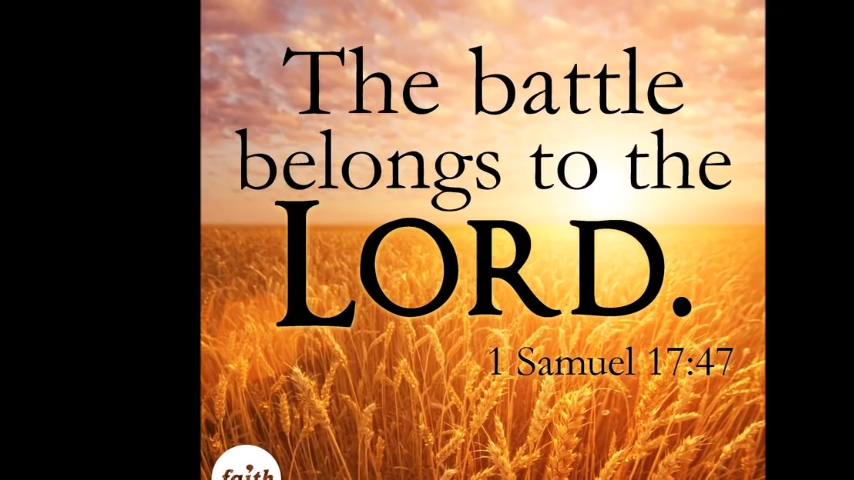 The battle
belongs to the
LORD.
1 Samuel 17:47
faith